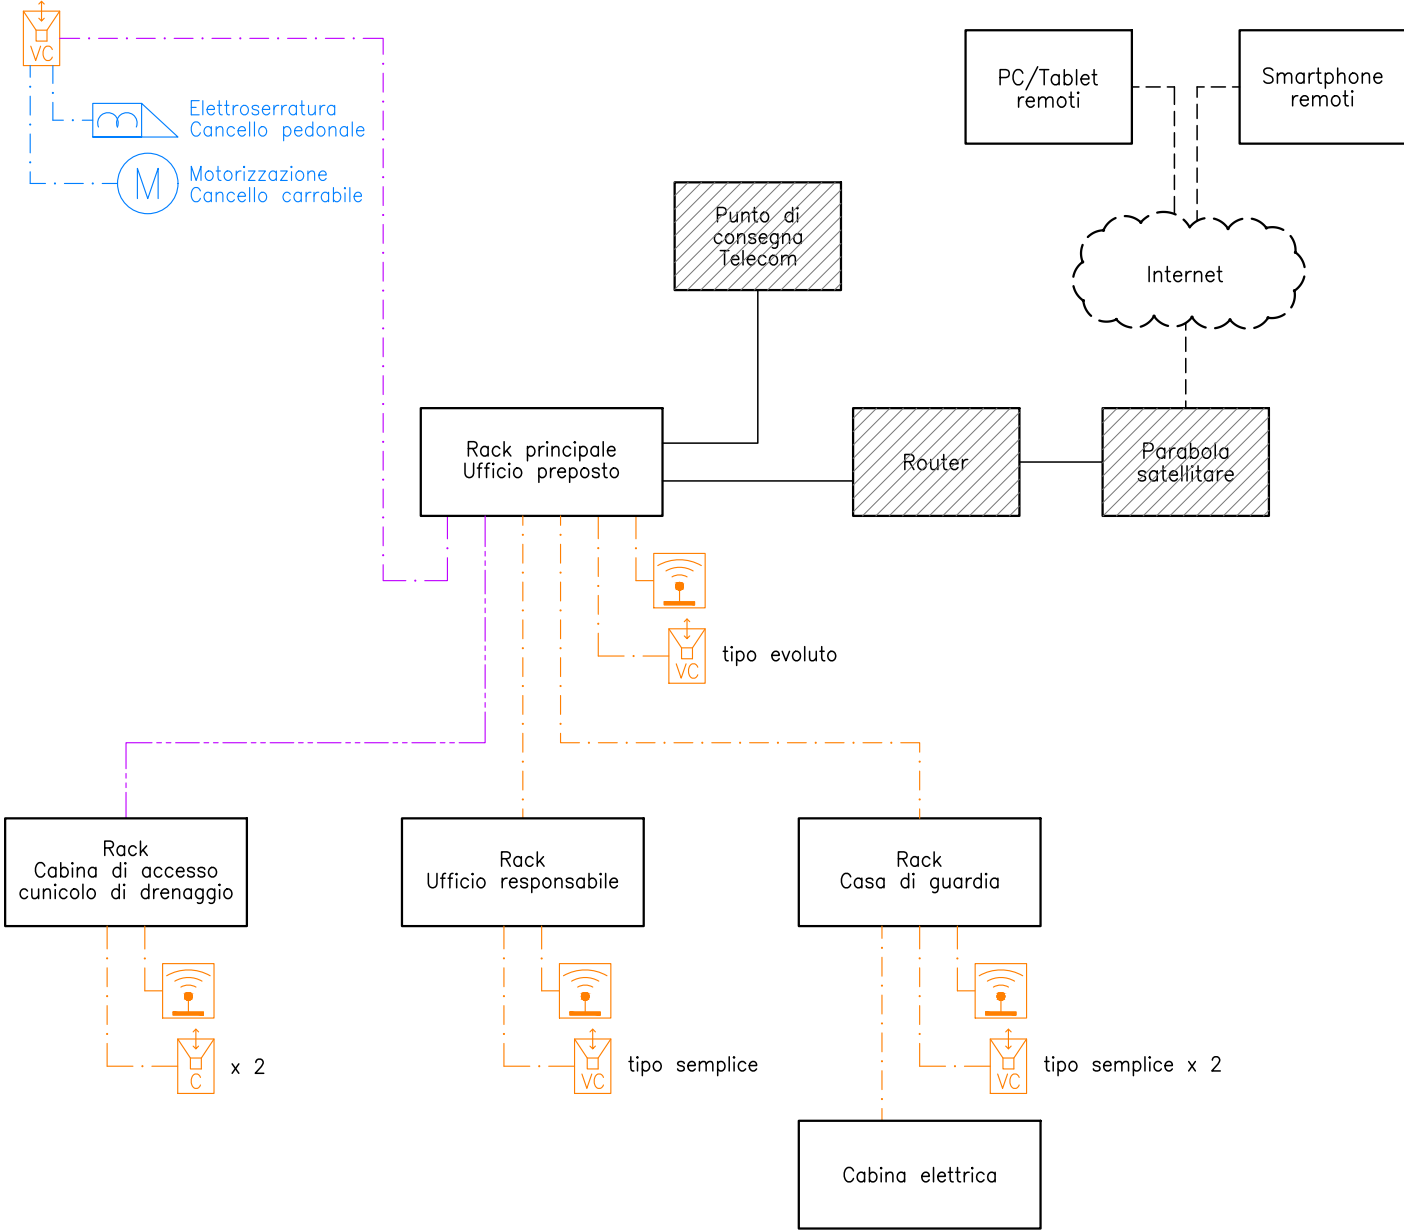 VC
Elettroserratura
Cancello pedonale
M
Motorizzazione
Cancello carrabile
PC/Tablet
remoti
Smartphone
remoti
Punto di
consegna
Telecom
Internet
Rack principale
Ufficio preposto
Router
Parabola
satellitare
VC
tipo evoluto
Rack
Cabina di accesso
cunicolo di drenaggio
Rack
Ufficio responsabile
Rack
Casa di guardia
C
x 2
VC
tipo semplice
VC
tipo semplice x 2
Cabina elettrica